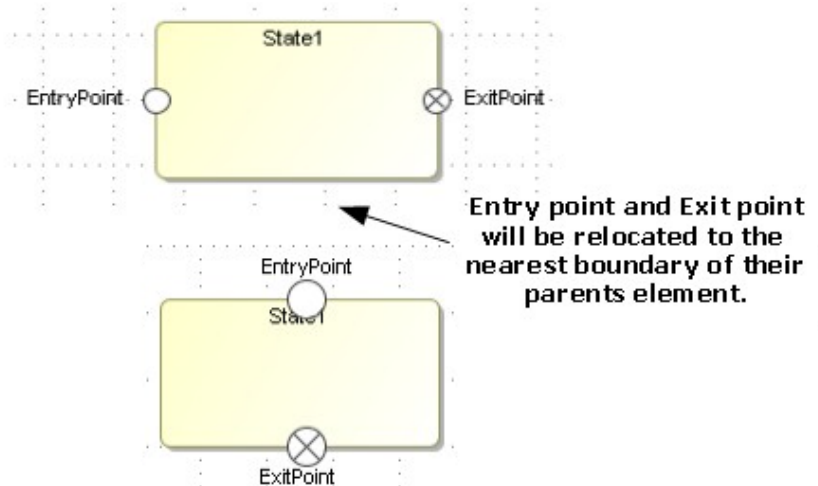 State1
EntryPoint
ExitPoint
Entry point and Exit point
will be relocated to the
nearest boundary of their
parents element.
EntryPoint
State1
ExitPoint